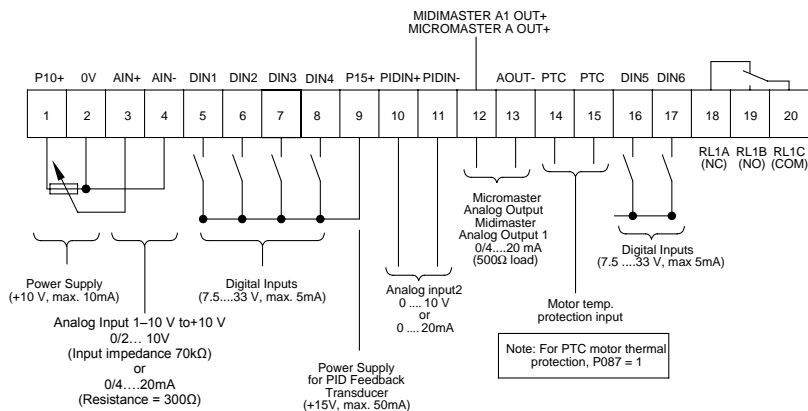 MIDIMASTER A1 OUT+
MICROMASTER A OUT+
P10+ 0V AIN+ AIN- DIN1 DIN2 DIN3 DIN4 P15+ PIDIN+ PIDIN- AOUT- PTC PTC DIN5 DIN6
1 2 3 4 5 6 7 8 9 10 11 12 13 14 15 16 17 18 19 20
RL1A
(NC)
RL1B
(NO)
RL1C
(COM)
Power Supply
(+10 V, max. 10mA)
Analog Input 1–10 V to+10 V
0/2... 10V
(Input impedance 70kΩ)
or
0/4....20mA
(Resistance = 300Ω)
Digital Inputs
(7.5....33 V, max. 5mA)
Power Supply
for PID Feedback
Transducer
(+15V, max. 50mA)
Analog input2
0 .... 10V
or
0 .... 20mA
Micromaster
Analog Output
Midimaster
Analog Output 1
0/4....20 mA
(500Ω load)
Motor temp.
protection input
Note: For PTC motor thermal
protection, P087 = 1
Digital Inputs
(7.5 ....33 V, max 5mA)